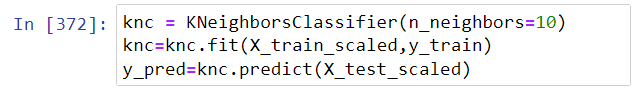 In [372]: knc = KNeighborsClassifier(n_neighbors=10)
knc=knc.fit(X_train_scaled,y_train)
y_pred=knc.predict(X_test_scaled)